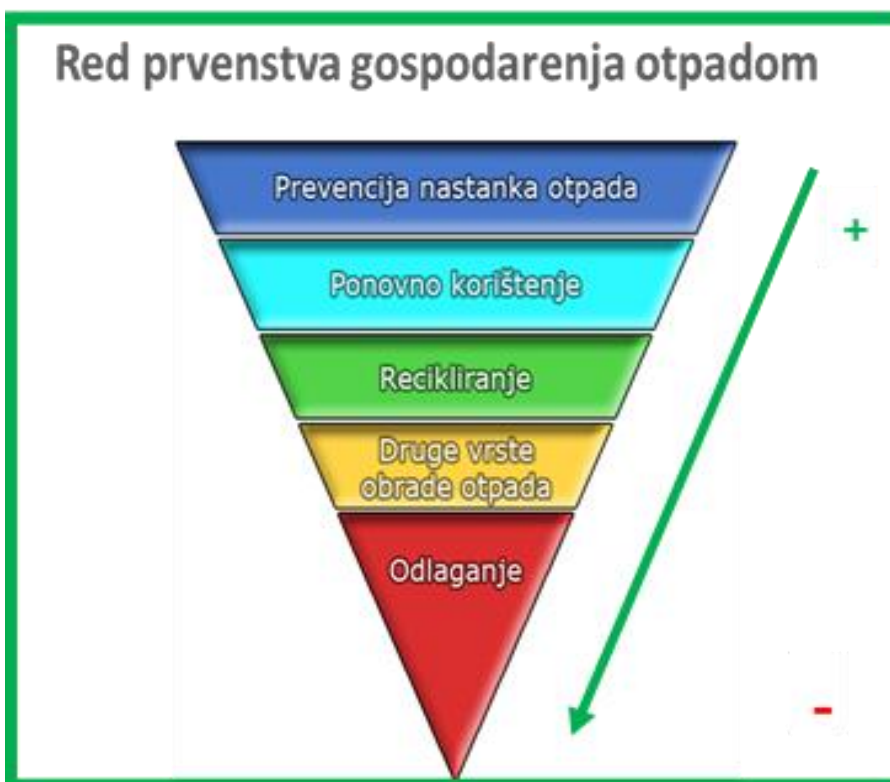 Red prvenstva gospodarenja otpadom
Prevencija nastanka otpada
+
Ponovno korištenje
Recikliranje
Druge vrste
obrade otpada
Odlaganje
-